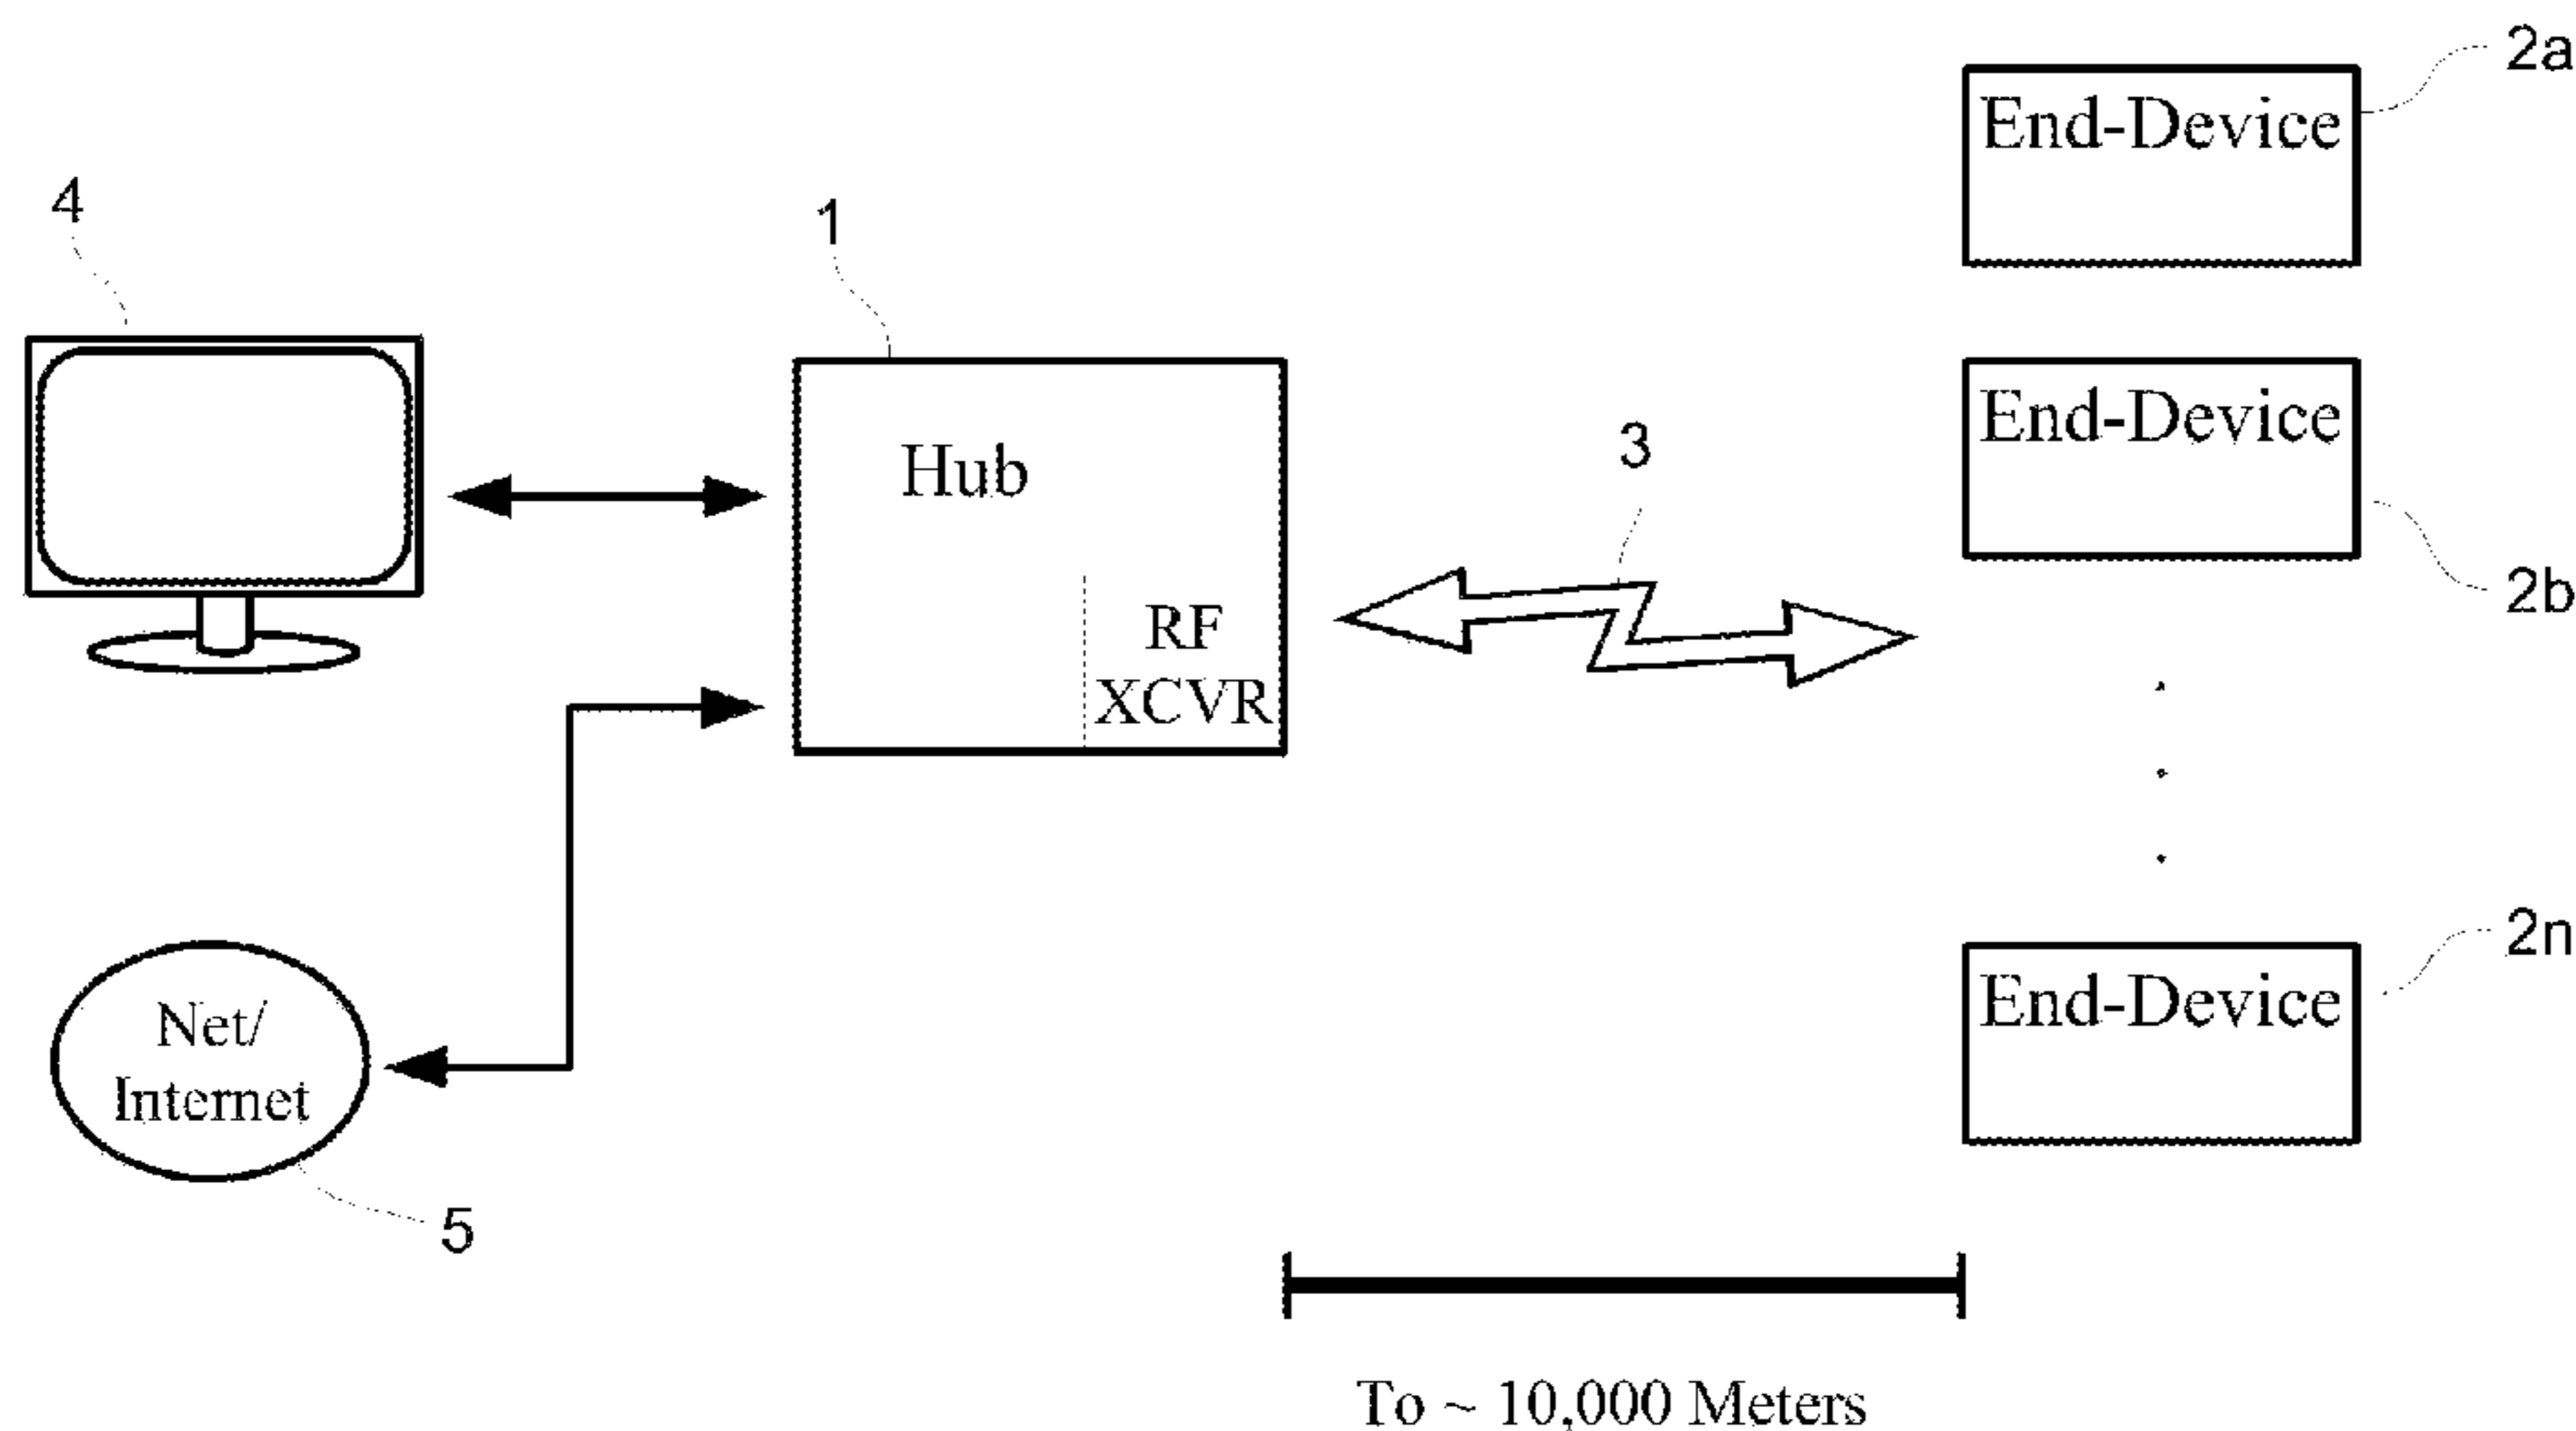 2a
End-Device
4
1
End-Device
Hub
3
2b
RF
XCVR
2n
End-Device
Net/
Internet
5
To ~ 10,000 Meters